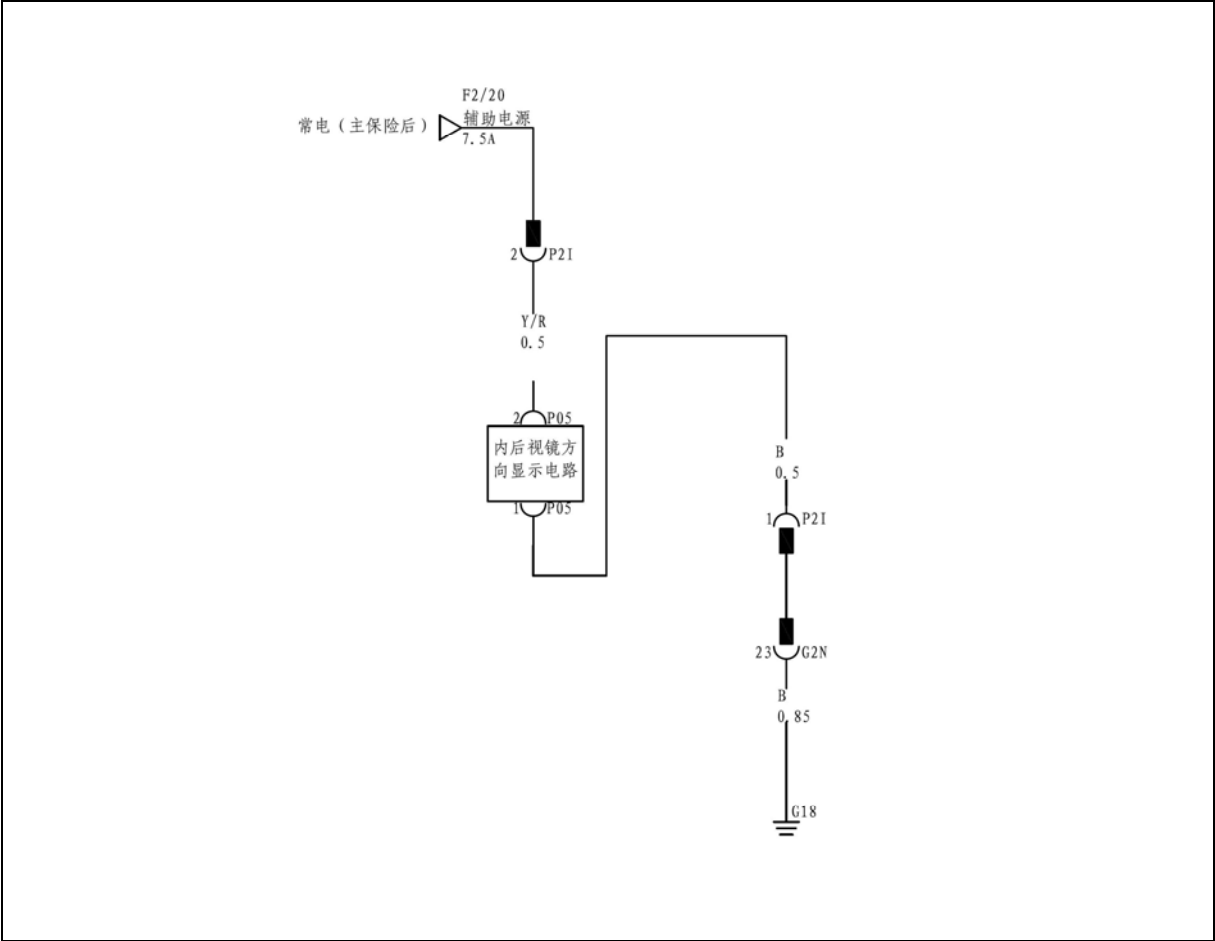 F2/20
常电（主保险后）
辅助电源
7.5A
2 P2I
Y/R
0.5
2 P05
内后视镜方
向显示电路
1 P05
B
0.5
1 P2I
23 G2N
B
0.85
G18